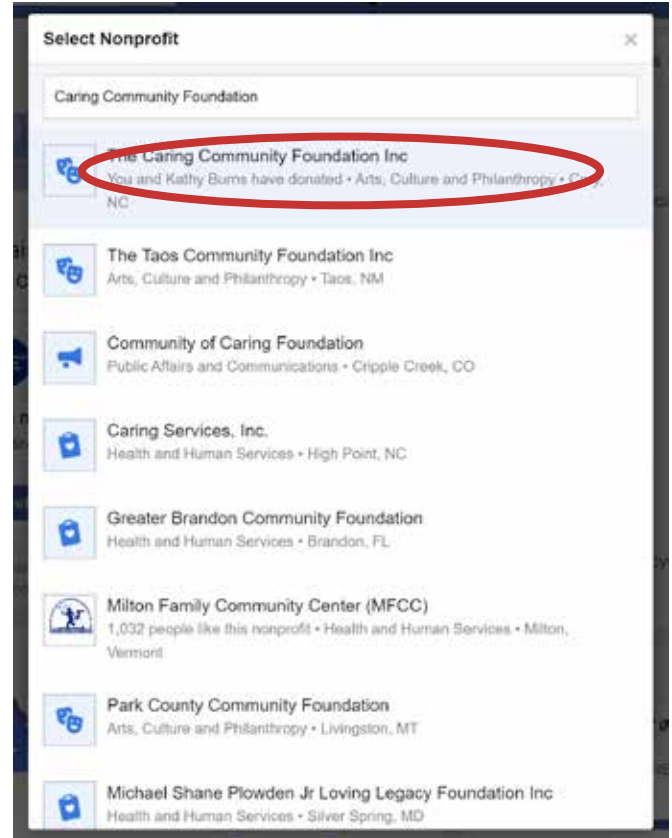 Select Nonprofit
Caring Community Foundation
The Caring Community Foundation Inc
You and Kathy Burns have donated • Arts, Culture and Philanthropy • Cary,
NC
The Taos Community Foundation Inc
Arts, Culture and Philanthropy • Taos, NM
Community of Caring Foundation
Public Affairs and Communications • Cripple Creek, CO
Caring Services, Inc.
Health and Human Services • High Point, NC
Greater Brandon Community Foundation
Health and Human Services • Brandon, FL
Milton Family Community Center (MFCC)
1,032 people like this nonprofit • Health and Human Services • Milton,
Vermont
Park County Community Foundation
Arts, Culture and Philanthropy • Livingston, MT
Michael Shane Plowden Jr Loving Legacy Foundation Inc
Health and Human Services • Silver Spring, MD